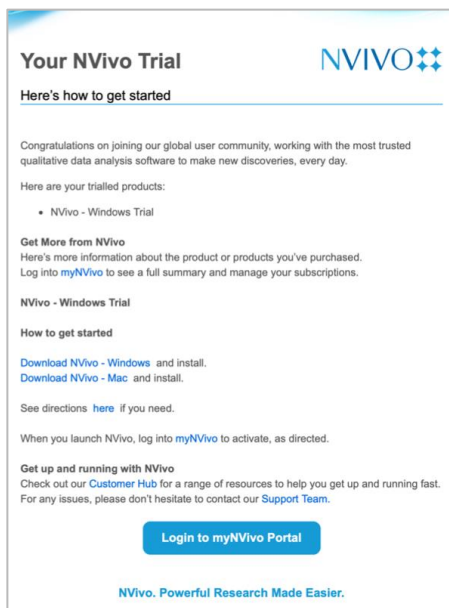 Your NVivo Trial
NVIVO
Here's how to get started
Congratulations on joining our global user community, working with the most trusted
qualitative data analysis software to make new discoveries, every day.
Here are your trialled products:
• NVivo - Windows Trial
Get More from NVivo
Here's more information about the product or products you've purchased.
Log into myNVivo to see a full summary and manage your subscriptions.
NVivo - Windows Trial
How to get started
Download NVivo - Windows and install.
Download NVivo - Mac and install.
See directions here if you need.
When you launch NVivo, log into myNVivo to activate, as directed.
Get up and running with NVivo
Check out our Customer Hub for a range of resources to help you get up and running fast.
For any issues, please don't hesitate to contact our Support Team.
Login to myNVivo Portal
NVivo. Powerful Research Made Easier.